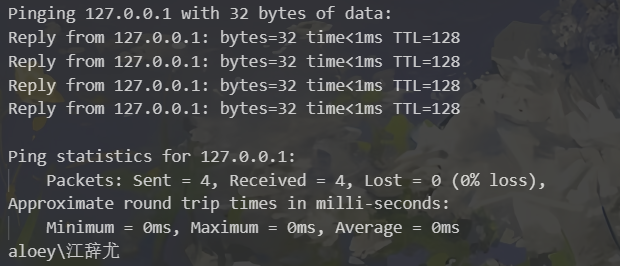 Pinging 127.0.0.1 with 32 bytes of data:
Reply from 127.0.0.1: bytes=32 time<1ms TTL=128
Reply from 127.0.0.1: bytes=32 time<1ms TTL=128
Reply from 127.0.0.1: bytes=32 time<1ms TTL=128
Reply from 127.0.0.1: bytes=32 time<1ms TTL=128

Ping statistics for 127.0.0.1:
    Packets: Sent = 4, Received = 4, Lost = 0 (0% loss),
Approximate round trip times in milli-seconds:
    Minimum = 0ms, Maximum = 0ms, Average = 0ms
aloey\江辞尤